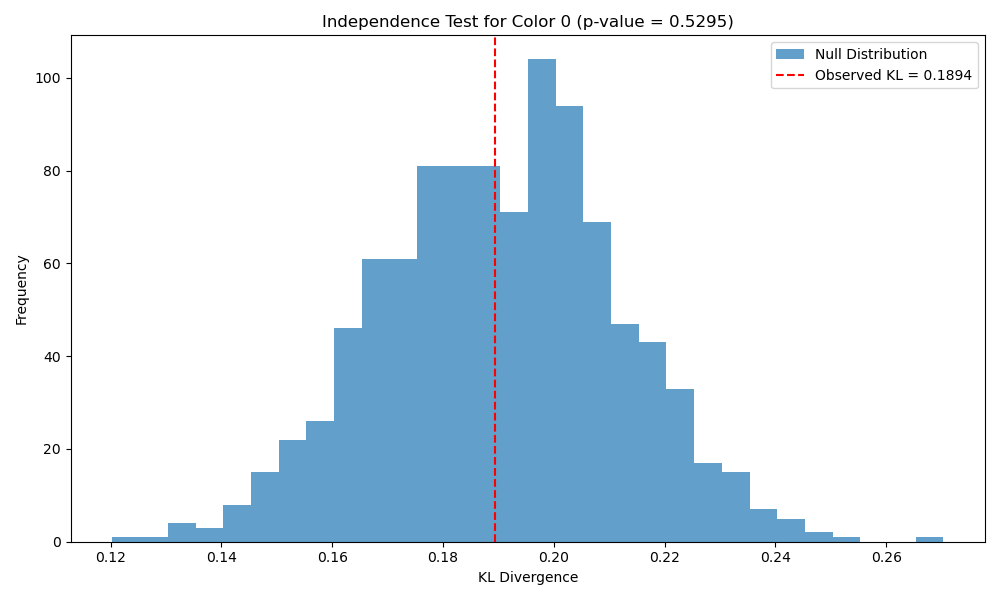 Independence Test for Color 0 (p-value = 0.5295)
Null Distribution
Observed KL = 0.1894
Frequency
100
80
60
40
20
0
0.12 0.14 0.16 0.18 0.20 0.22 0.24 0.26
KL Divergence